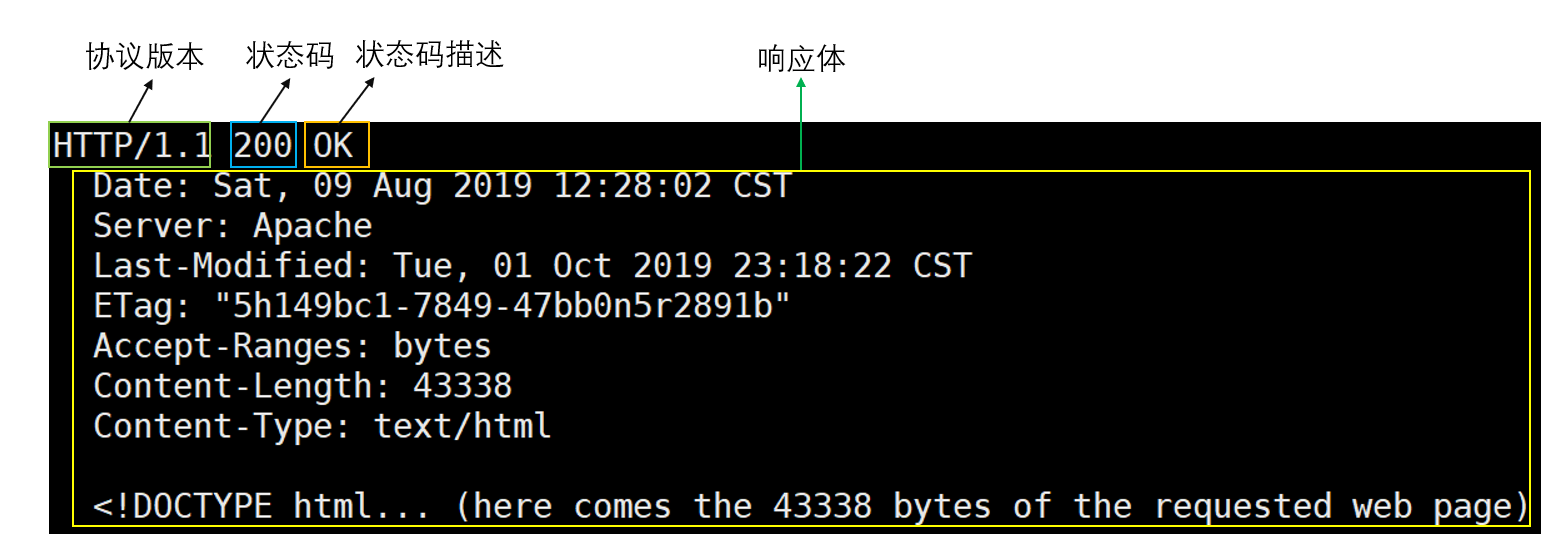 协议版本 状态码 状态码描述 响应体
HTTP/1.1 200 OK
Date: Sat, 09 Aug 2019 12:28:02 CST
Server: Apache
Last-Modified: Tue, 01 Oct 2019 23:18:22 CST
ETag: "5h149bc1-7849-47bb0n5r2891b"
Accept-Ranges: bytes
Content-Length: 43338
Content-Type: text/html
<!DOCTYPE html... (here comes the 43338 bytes of the requested web page)